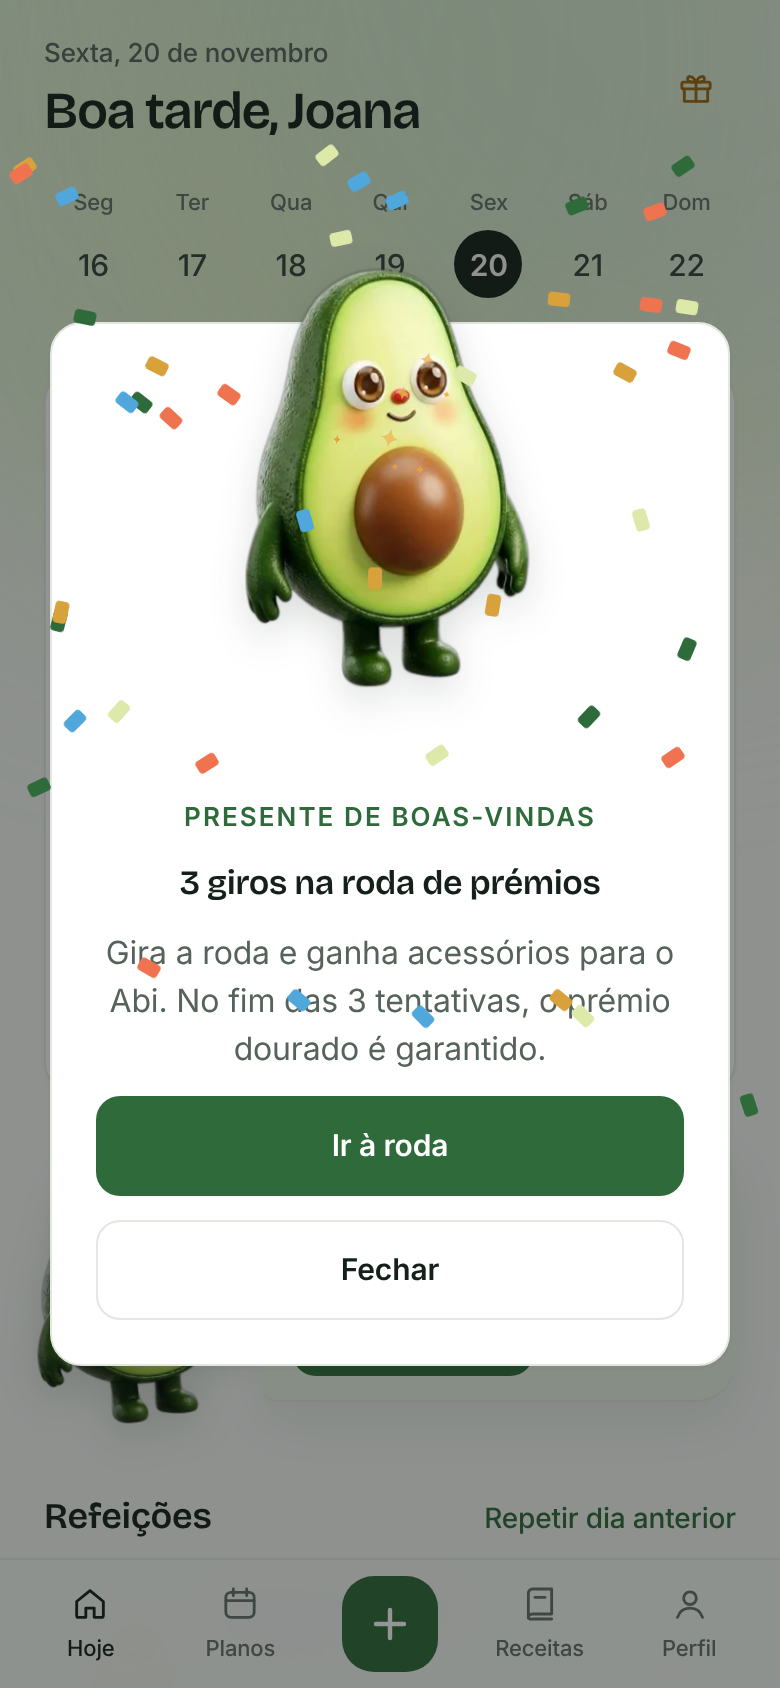 Sexta, 20 de novembro
Boa tarde, Joana
Seg Ter Qua Qui Sex Sáb Dom
16 17 18 19 20 21 22
PRESENTE DE BOAS-VINDAS
3 giros na roda de prémios
Gira a roda e ganha acessórios para o
Abi. No fim das 3 tentativas, o prémio
dourado é garantido.
Ir à roda
Fechar
Refeições Repetir dia anterior
Hoje Planos Receitas Perfil